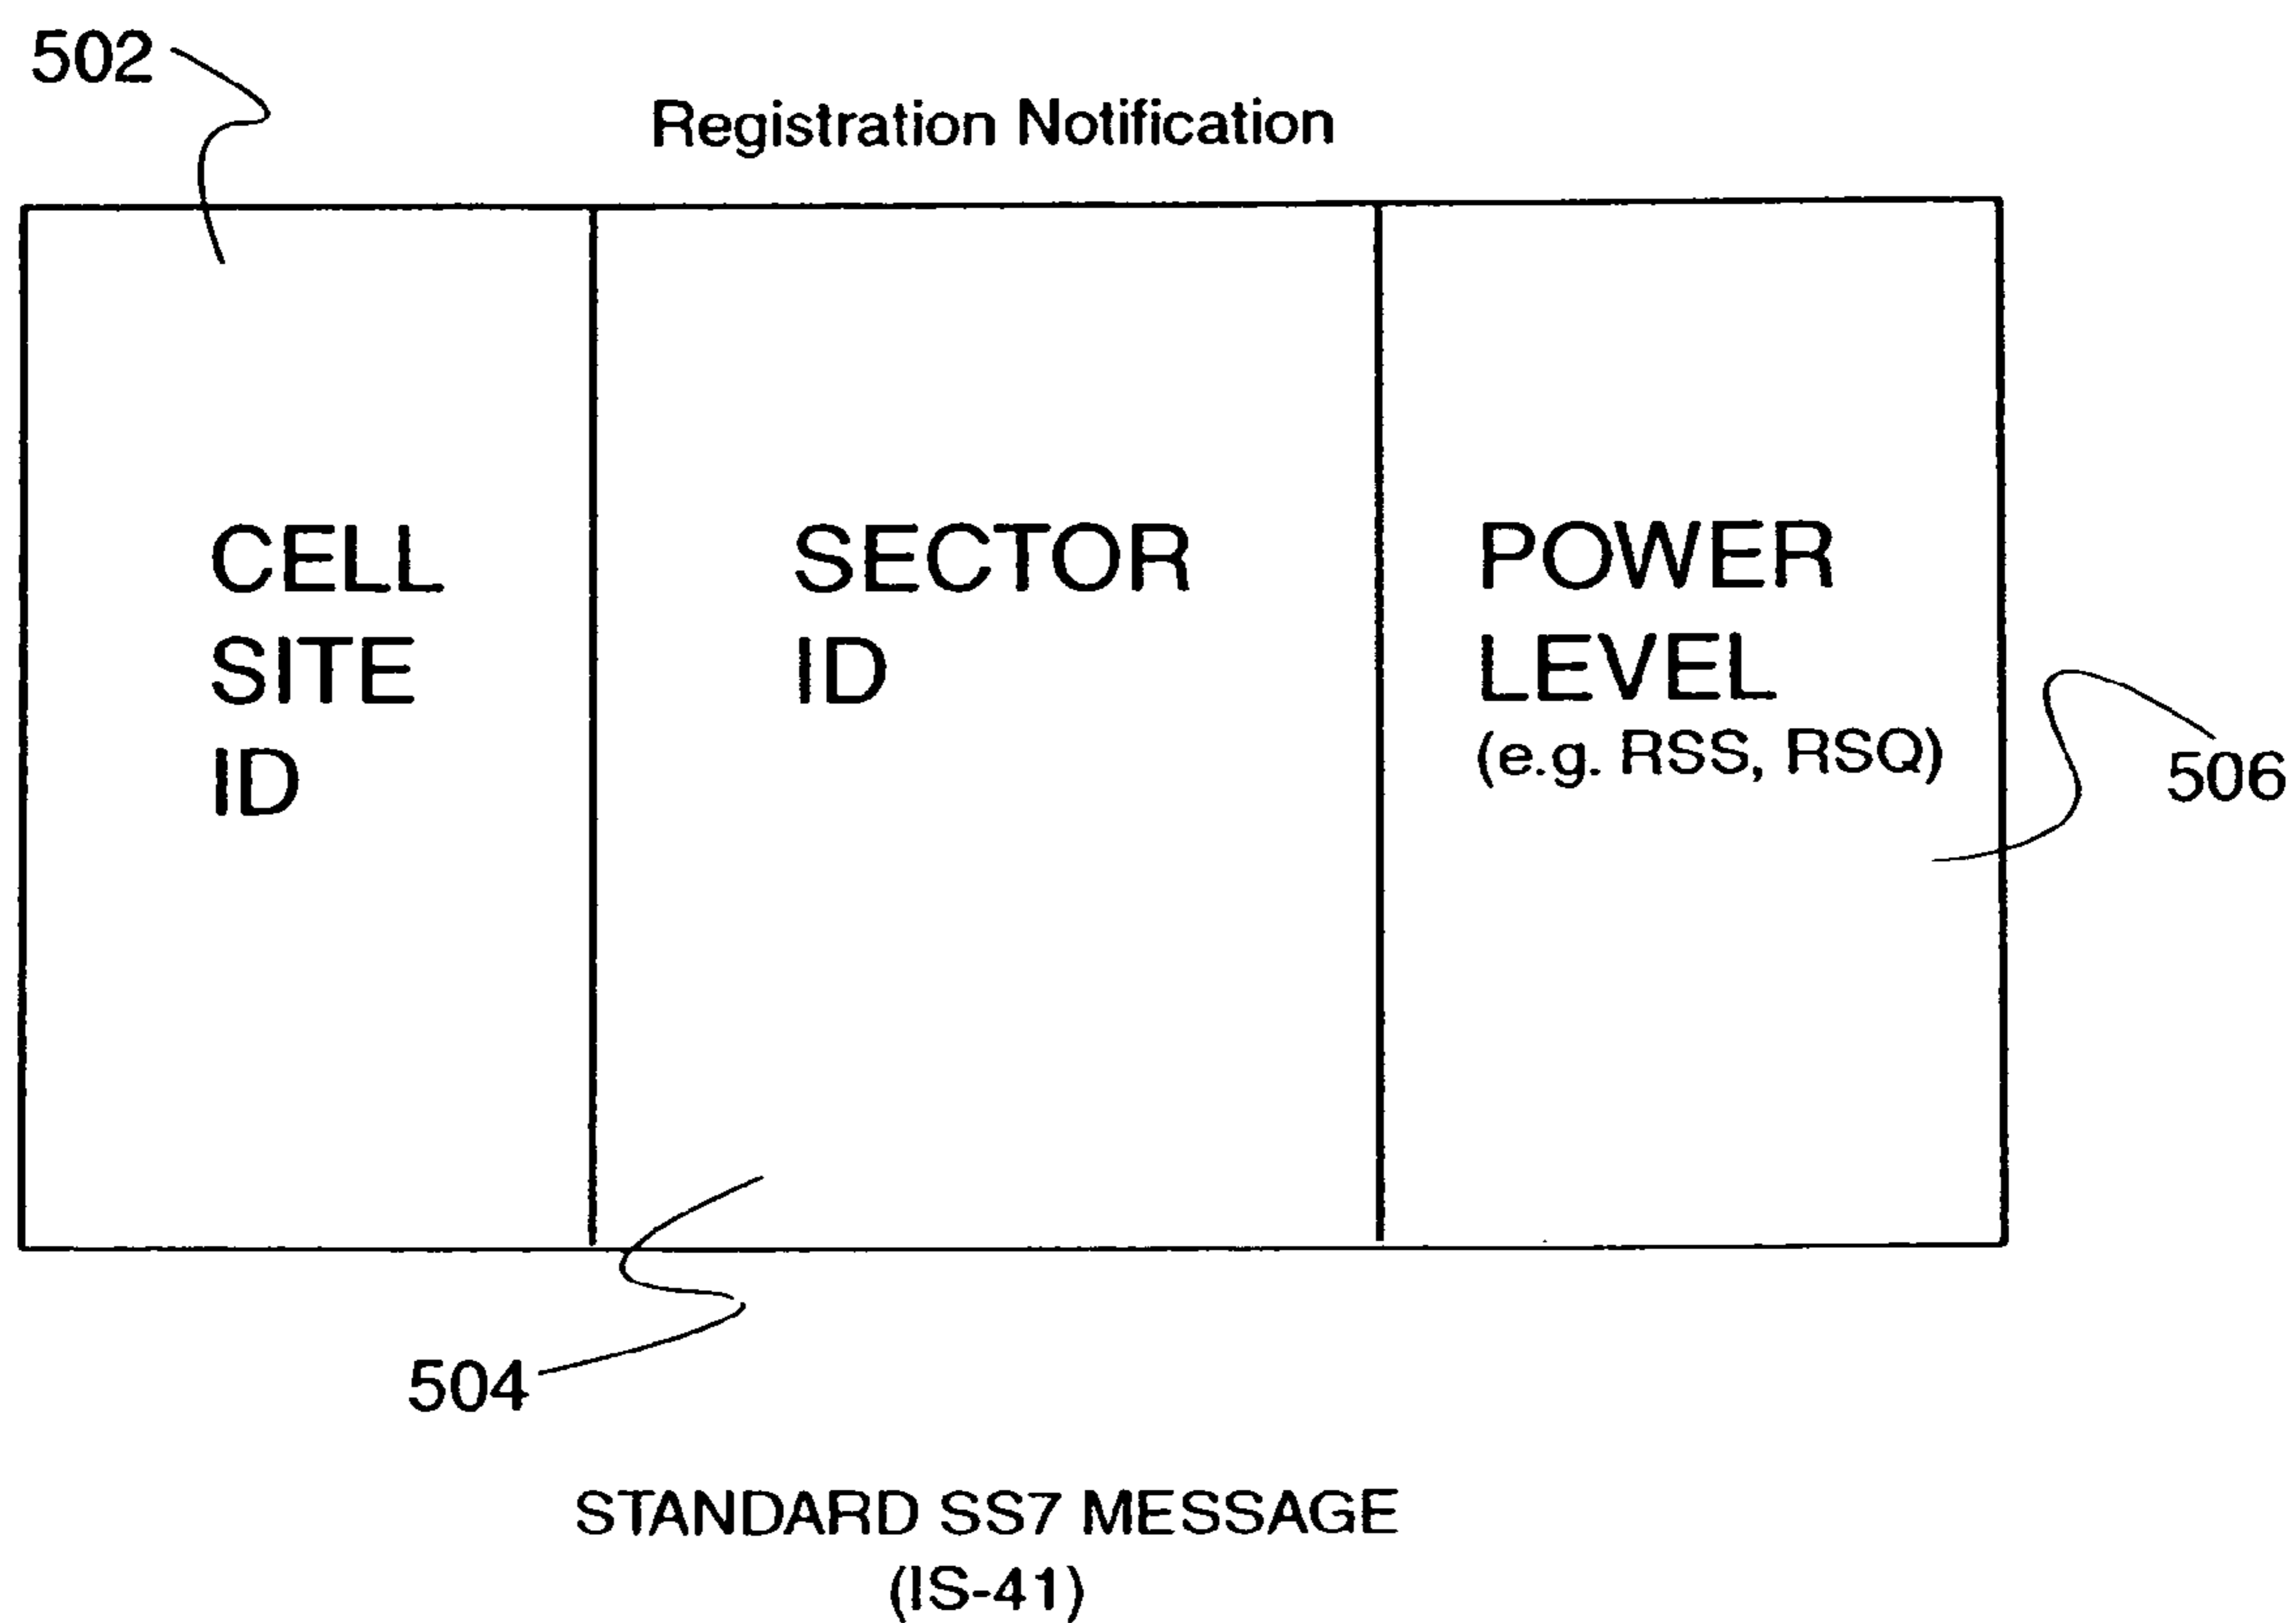 502
Registration Notification
CELL
SITE
ID
SECTOR
ID
POWER
LEVEL
(e.g. RSS, RSQ)
506
504
STANDARD SS7 MESSAGE
(IS-41)